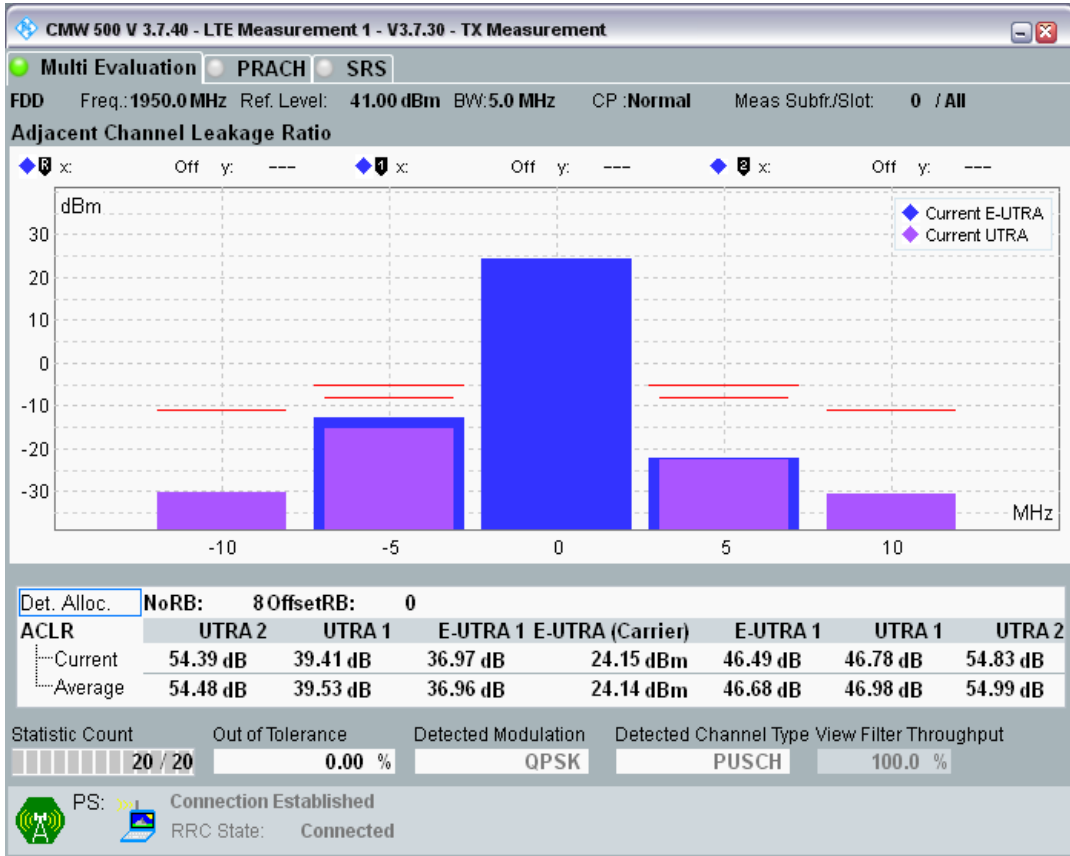 CMW 500 V 3.7.40 - LTE Measurement 1 - V3.7.30 - TX Measurement
Multi Evaluation PRACH SRS
FDD Freq.: 1950.0 MHz Ref. Level: 41.00 dBm BW: 5.0 MHz CP : Normal Meas Subfr./Slot: 0 / All
Adjacent Channel Leakage Ratio
R x: Off y: --- 1 x: Off y: --- 2 x: Off y: ---
dBm
Current E-UTRA
Current UTRA
30
20
10
0
-10
-20
-30
MHz
-10 -5 0 5 10
Det. Alloc. NoRB: 8 OffsetRB: 0
ACLR UTRA 2 UTRA 1 E-UTRA 1 E-UTRA (Carrier) E-UTRA 1 UTRA 1 UTRA 2
Current 54.39 dB 39.41 dB 36.97 dB 24.15 dBm 46.49 dB 46.78 dB 54.83 dB
Average 54.48 dB 39.53 dB 36.96 dB 24.14 dBm 46.68 dB 46.98 dB 54.99 dB
Statistic Count Out of Tolerance Detected Modulation Detected Channel Type View Filter Throughput
20 / 20 0.00 % QPSK PUSCH 100.0 %
PS: Connection Established
RRC State: Connected